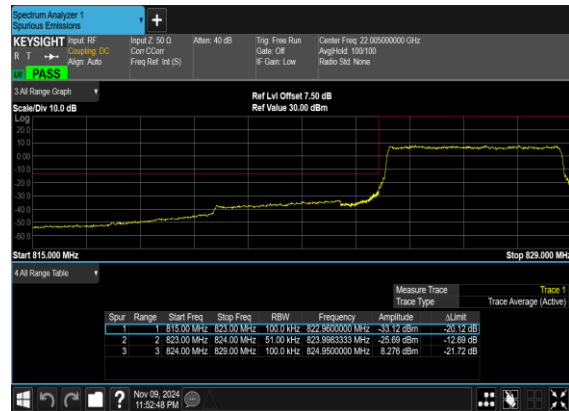 Spectrum Analyzer 1
Spurious Emissions
+
KEYSIGHT Input: RF Input Z: 50 Ω Atten: 40 dB Trig: Free Run Center Freq: 22.005000000 GHz
R T Coupling: DC Corr CCorr Gate: Off Avg|Hold: 100/100
Align: Auto Freq Ref: Int (S) IF Gain: Low Radio Std: None
LW PASS
3 All Range Graph
Ref Lvl Offset 7.50 dB
Scale/Div 10.0 dB Ref Value 30.00 dBm
Log
20.0
10.0
0.00
-10.0
-20.0
-30.0
-40.0
-50.0
-60.0
Start 815.000 MHz Stop 829.000 MHz
4 All Range Table
Measure Trace Trace 1
Trace Type Trace Average (Active)
Spur Range Start Freq Stop Freq RBW Frequency Amplitude ΔLimit
1 1 815.00 MHz 823.00 MHz 100.0 kHz 822.9600000 MHz -33.12 dBm -20.12 dB
2 2 823.00 MHz 824.00 MHz 51.00 kHz 823.9983333 MHz -25.69 dBm -12.69 dB
3 3 824.00 MHz 829.00 MHz 100.0 kHz 824.9500000 MHz 8.276 dBm -21.72 dB
? Nov 09, 2024
11:52:48 PM